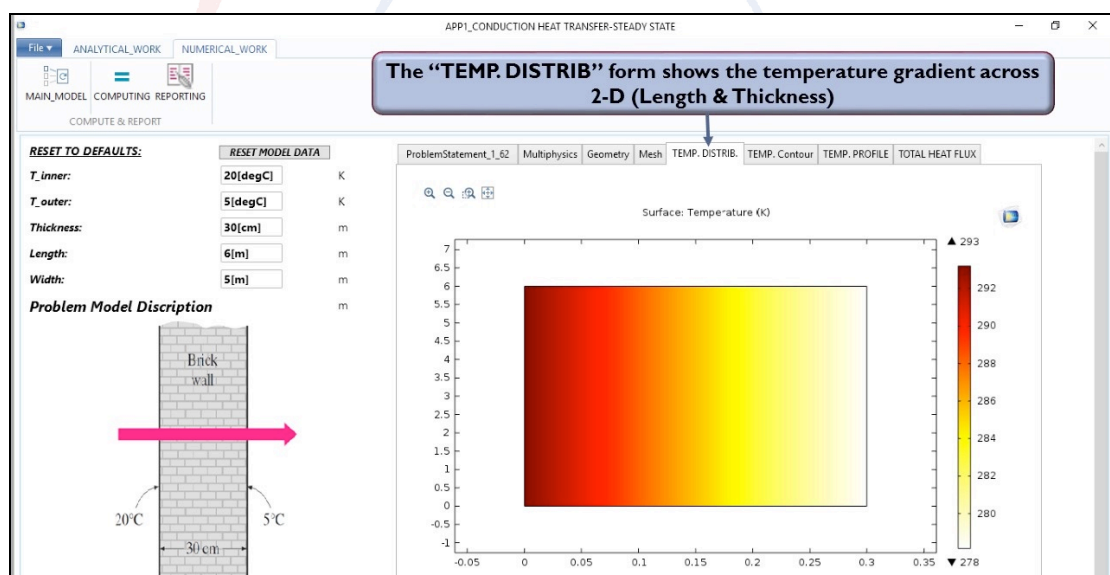 APP1_CONDUCTION HEAT TRANSFER-STEADY STATE
File ANALYTICAL_WORK NUMERICAL_WORK
MAIN_MODEL COMPUTING REPORTING
COMPUTE & REPORT
The “TEMP. DISTRIB” form shows the temperature gradient across
2-D (Length & Thickness)
RESET TO DEFAULTS: RESET MODEL DATA
T_inner: 20[degC] K
T_outer: 5[degC] K
Thickness: 30[cm] m
Length: 6[m] m
Width: 5[m] m
Problem Model Discription m
Brick
wall
20°C 5°C
30 cm
ProblemStatement_1_62 Multiphysics Geometry Mesh TEMP. DISTRIB. TEMP. Contour TEMP. PROFILE TOTAL HEAT FLUX
Surface: Temperature (K)
7
6.5
6
5.5
5
4.5
4
3.5
3
2.5
2
1.5
1
0.5
0
-0.5
-1
-0.05 0 0.05 0.1 0.15 0.2 0.25 0.3 0.35
▲ 293
292
290
288
286
284
282
280
▼ 278